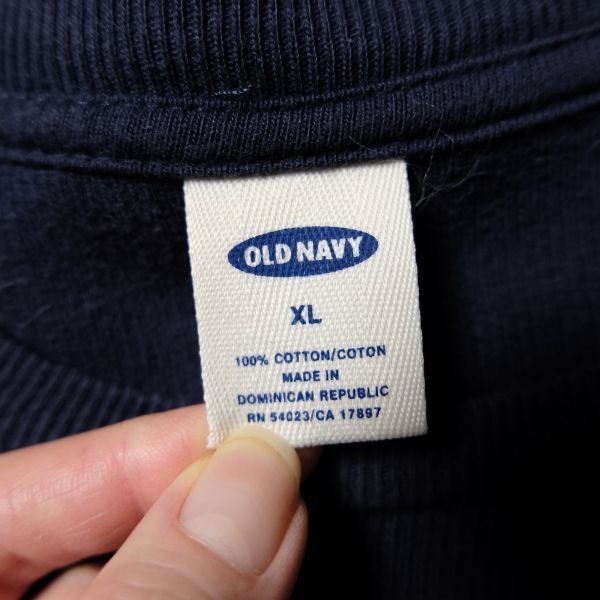 OLD NAVY
XL
100% COTTON/COTON
MADE IN
DOMINICAN REPUBLIC
RN 54023/CA 17897